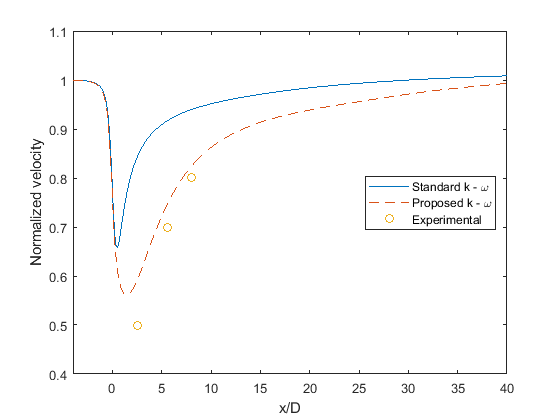 1.1
1
0.9
0.8
0.7
0.6
0.5
0.4
Normalized velocity
Standard k - ω
Proposed k - ω
Experimental
0 5 10 15 20 25 30 35 40
x/D